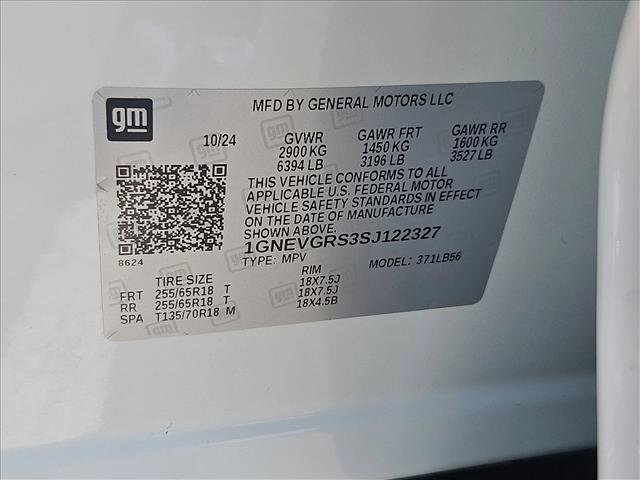 gm
MFD BY GENERAL MOTORS LLC
10/24 GVWR GAWR FRT GAWR RR
2900 KG 1450 KG 1600 KG
6394 LB 3196 LB 3527 LB
THIS VEHICLE CONFORMS TO ALL
APPLICABLE U.S. FEDERAL MOTOR
VEHICLE SAFETY STANDARDS IN EFFECT
ON THE DATE OF MANUFACTURE
SHOWN ABOVE.
8624
1GNEVGRS3SJ122327
TYPE: MPV MODEL: 371LB56
TIRE SIZE RIM
FRT 255/65R18 T 18X7.5J
RR 255/65R18 T 18X7.5J
SPA T135/70R18 M 18X4.5B